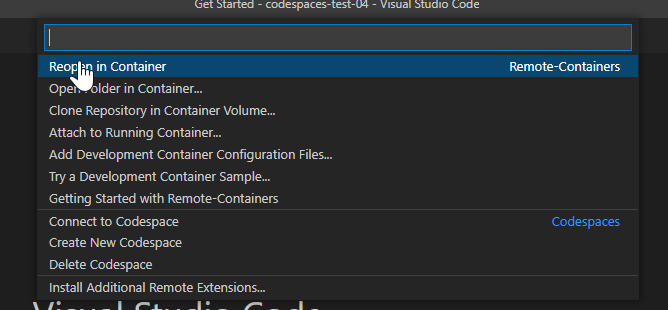 Get Started - codespaces-test-04 - Visual Studio Code
Reopen in Container Remote-Containers
Open Folder in Container...
Clone Repository in Container Volume...
Attach to Running Container...
Add Development Container Configuration Files...
Try a Development Container Sample...
Getting Started with Remote-Containers
Connect to Codespace Codespaces
Create New Codespace
Delete Codespace
Install Additional Remote Extensions...
Visual Studio Code